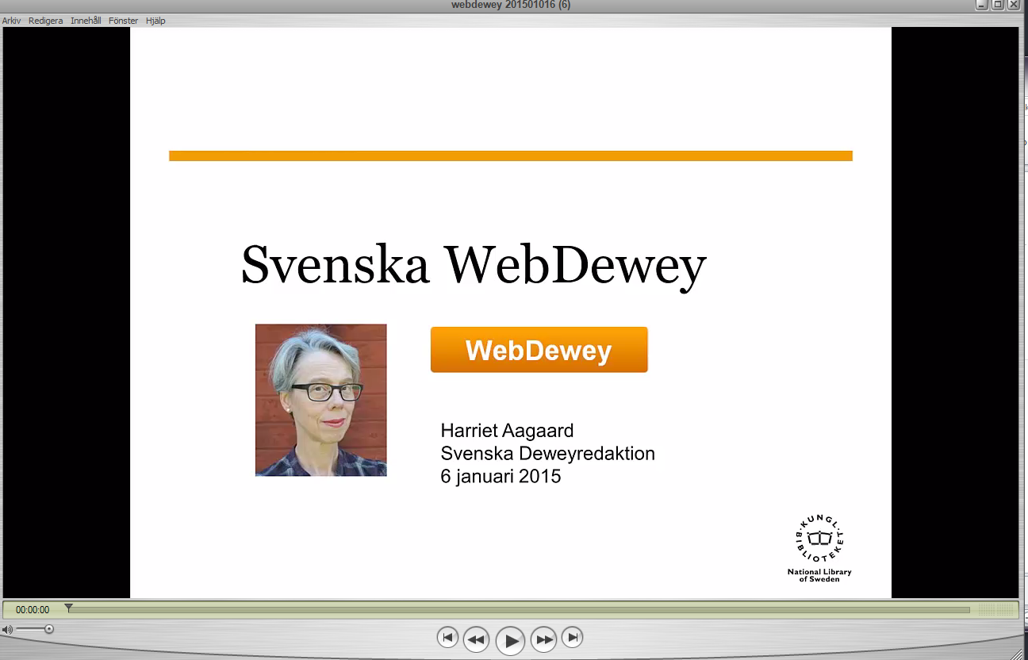 webdewey 201501016 (6)
Arkiv Redigera Innehåll Fönster Hjälp
Svenska WebDewey
WebDewey
Harriet Aagaard
Svenska Deweyredaktion
6 januari 2015
KUNGL·
BIBLIOTEKET·
National Library
of Sweden
00:00:00